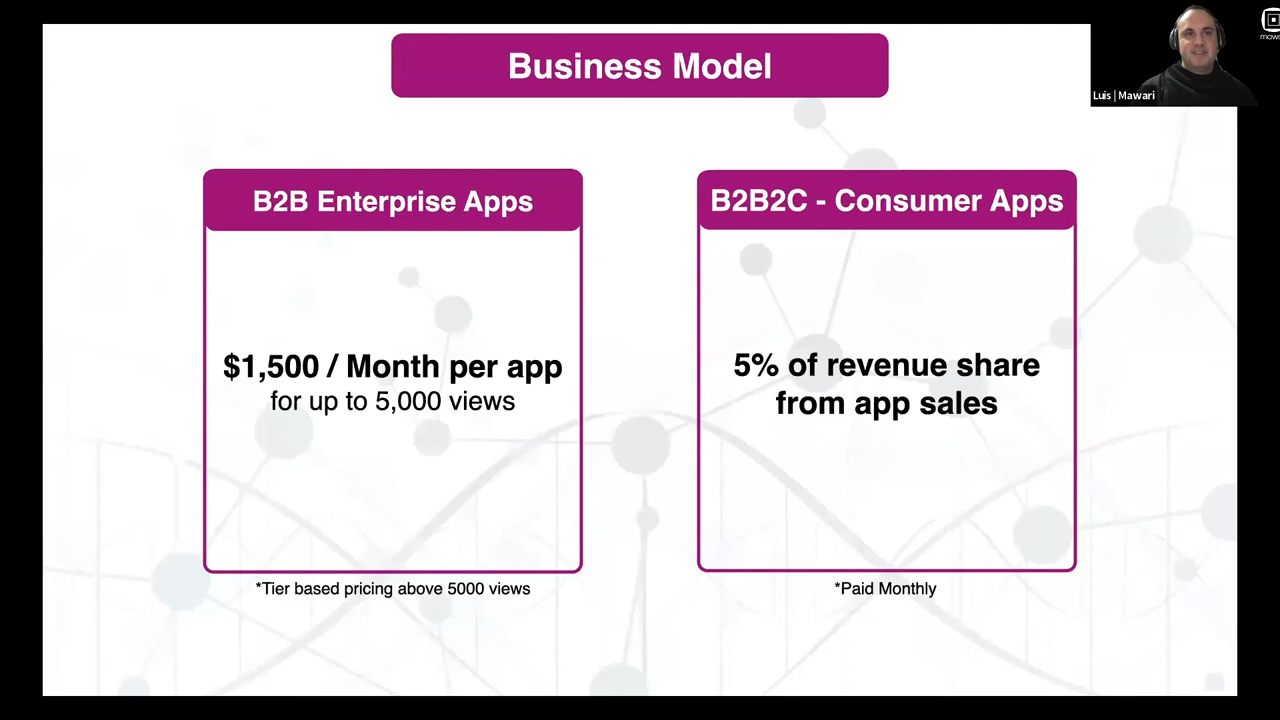 Business Model
Luis | Mawari
B2B Enterprise Apps
$1,500 / Month per app
for up to 5,000 views
*Tier based pricing above 5000 views
B2B2C - Consumer Apps
5% of revenue share
from app sales
*Paid Monthly